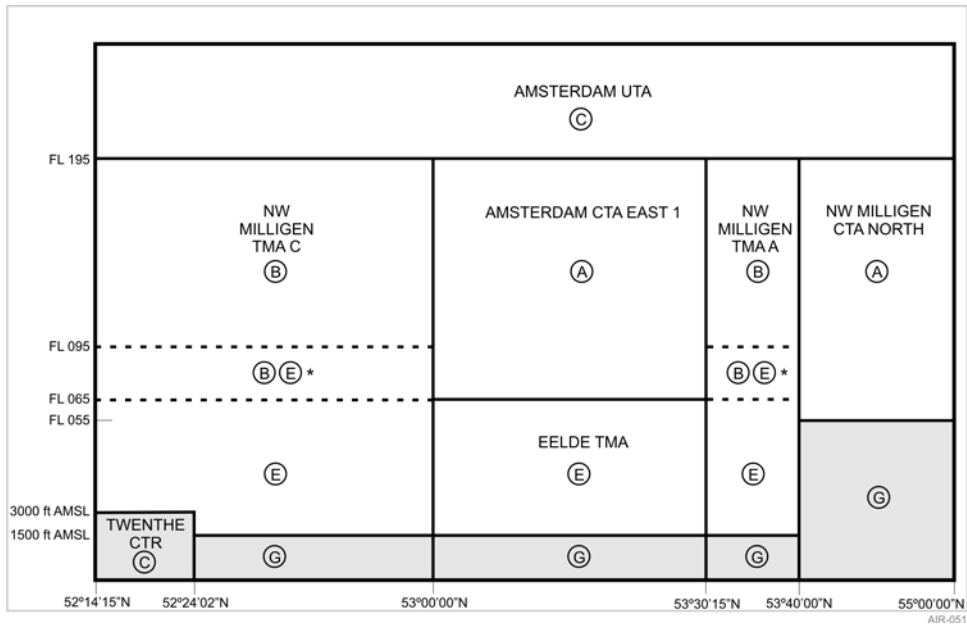 AMSTERDAM UTA
C
FL 195
NW
MILLIGEN
TMA C
B
AMSTERDAM CTA EAST 1
A
NW
MILLIGEN
TMA A
B
NW MILLIGEN
CTA NORTH
A
FL 095
B E *
B E *
FL 065
FL 055
EELDE TMA
E
E
E
G
3000 ft AMSL
TWENTHE
CTR
C
1500 ft AMSL
G
G
G
52º14'15”N
52º24'02”N
53º00'00”N
53º30'15”N
53º40'00”N
55º00'00”N
AIR-051